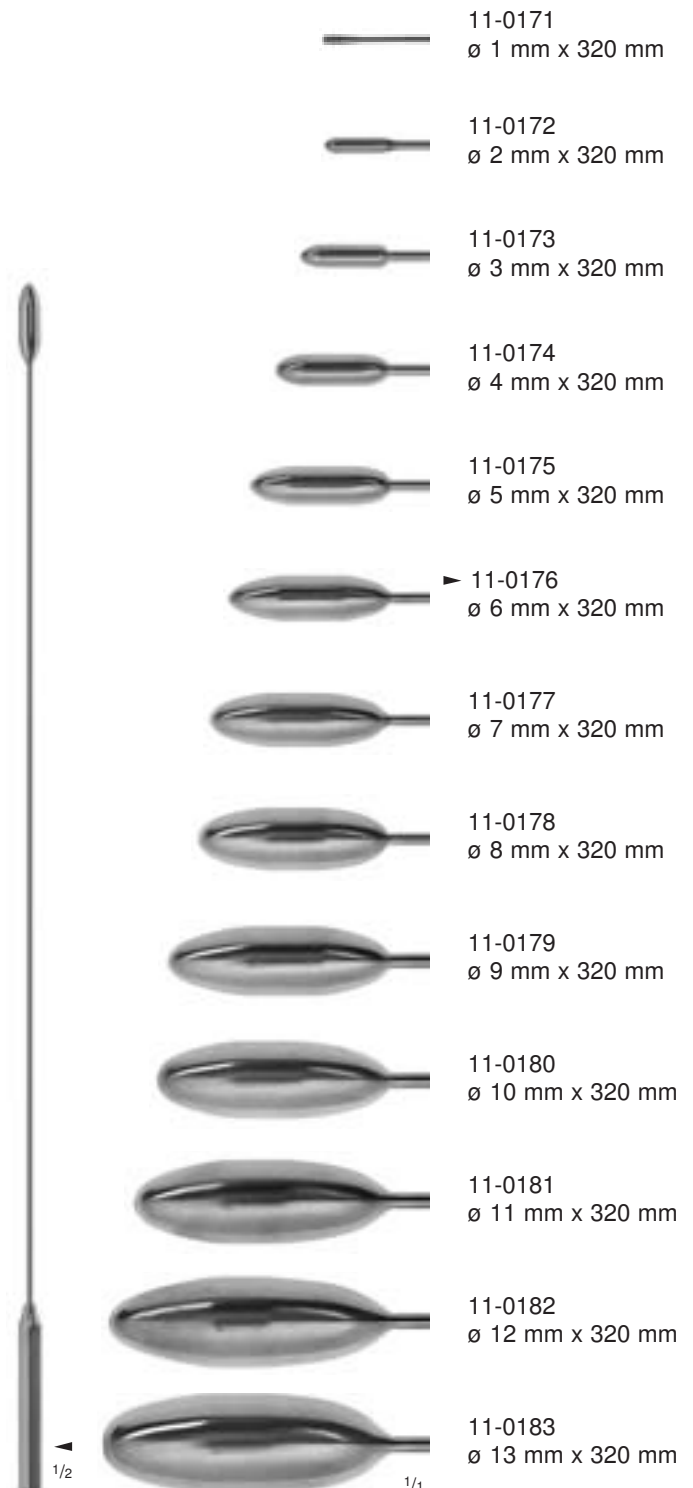 11-0171
ø 1 mm x 320 mm
11-0172
ø 2 mm x 320 mm
11-0173
ø 3 mm x 320 mm
11-0174
ø 4 mm x 320 mm
11-0175
ø 5 mm x 320 mm
► 11-0176
ø 6 mm x 320 mm
11-0177
ø 7 mm x 320 mm
11-0178
ø 8 mm x 320 mm
11-0179
ø 9 mm x 320 mm
11-0180
ø 10 mm x 320 mm
11-0181
ø 11 mm x 320 mm
11-0182
ø 12 mm x 320 mm
11-0183
ø 13 mm x 320 mm
◄
1/2
1/1